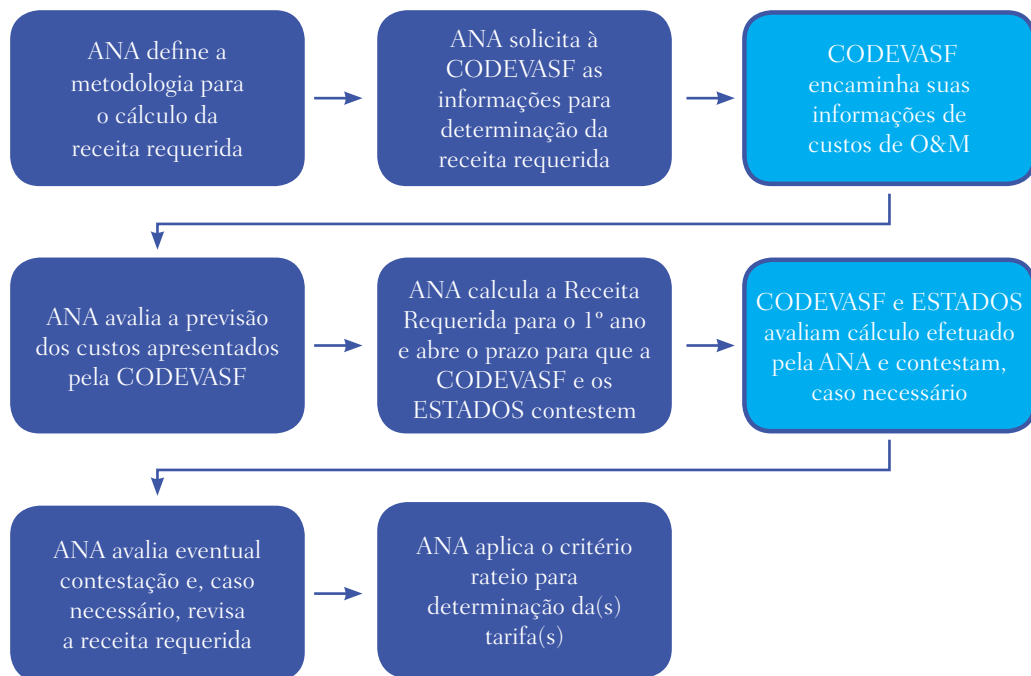 ANA define a
metodologia para
o cálculo da
receita requerida
ANA solicita à
CODEVASF as
informações para
determinação da
receita requerida
CODEVASF
encaminha suas
informações de
custos de O&M
ANA avalia a previsão
dos custos apresentados
pela CODEVASF
ANA calcula a Receita
Requerida para o 1º ano
e abre o prazo para que a
CODEVASF e os
ESTADOS contestem
CODEVASF e ESTADOS
avaliam cálculo efetuado
pela ANA e contestam,
caso necessário
ANA avalia eventual
contestação e, caso
necessário, revisa
a receita requerida
ANA aplica o critério
rateio para
determinação da(s)
tarifa(s)